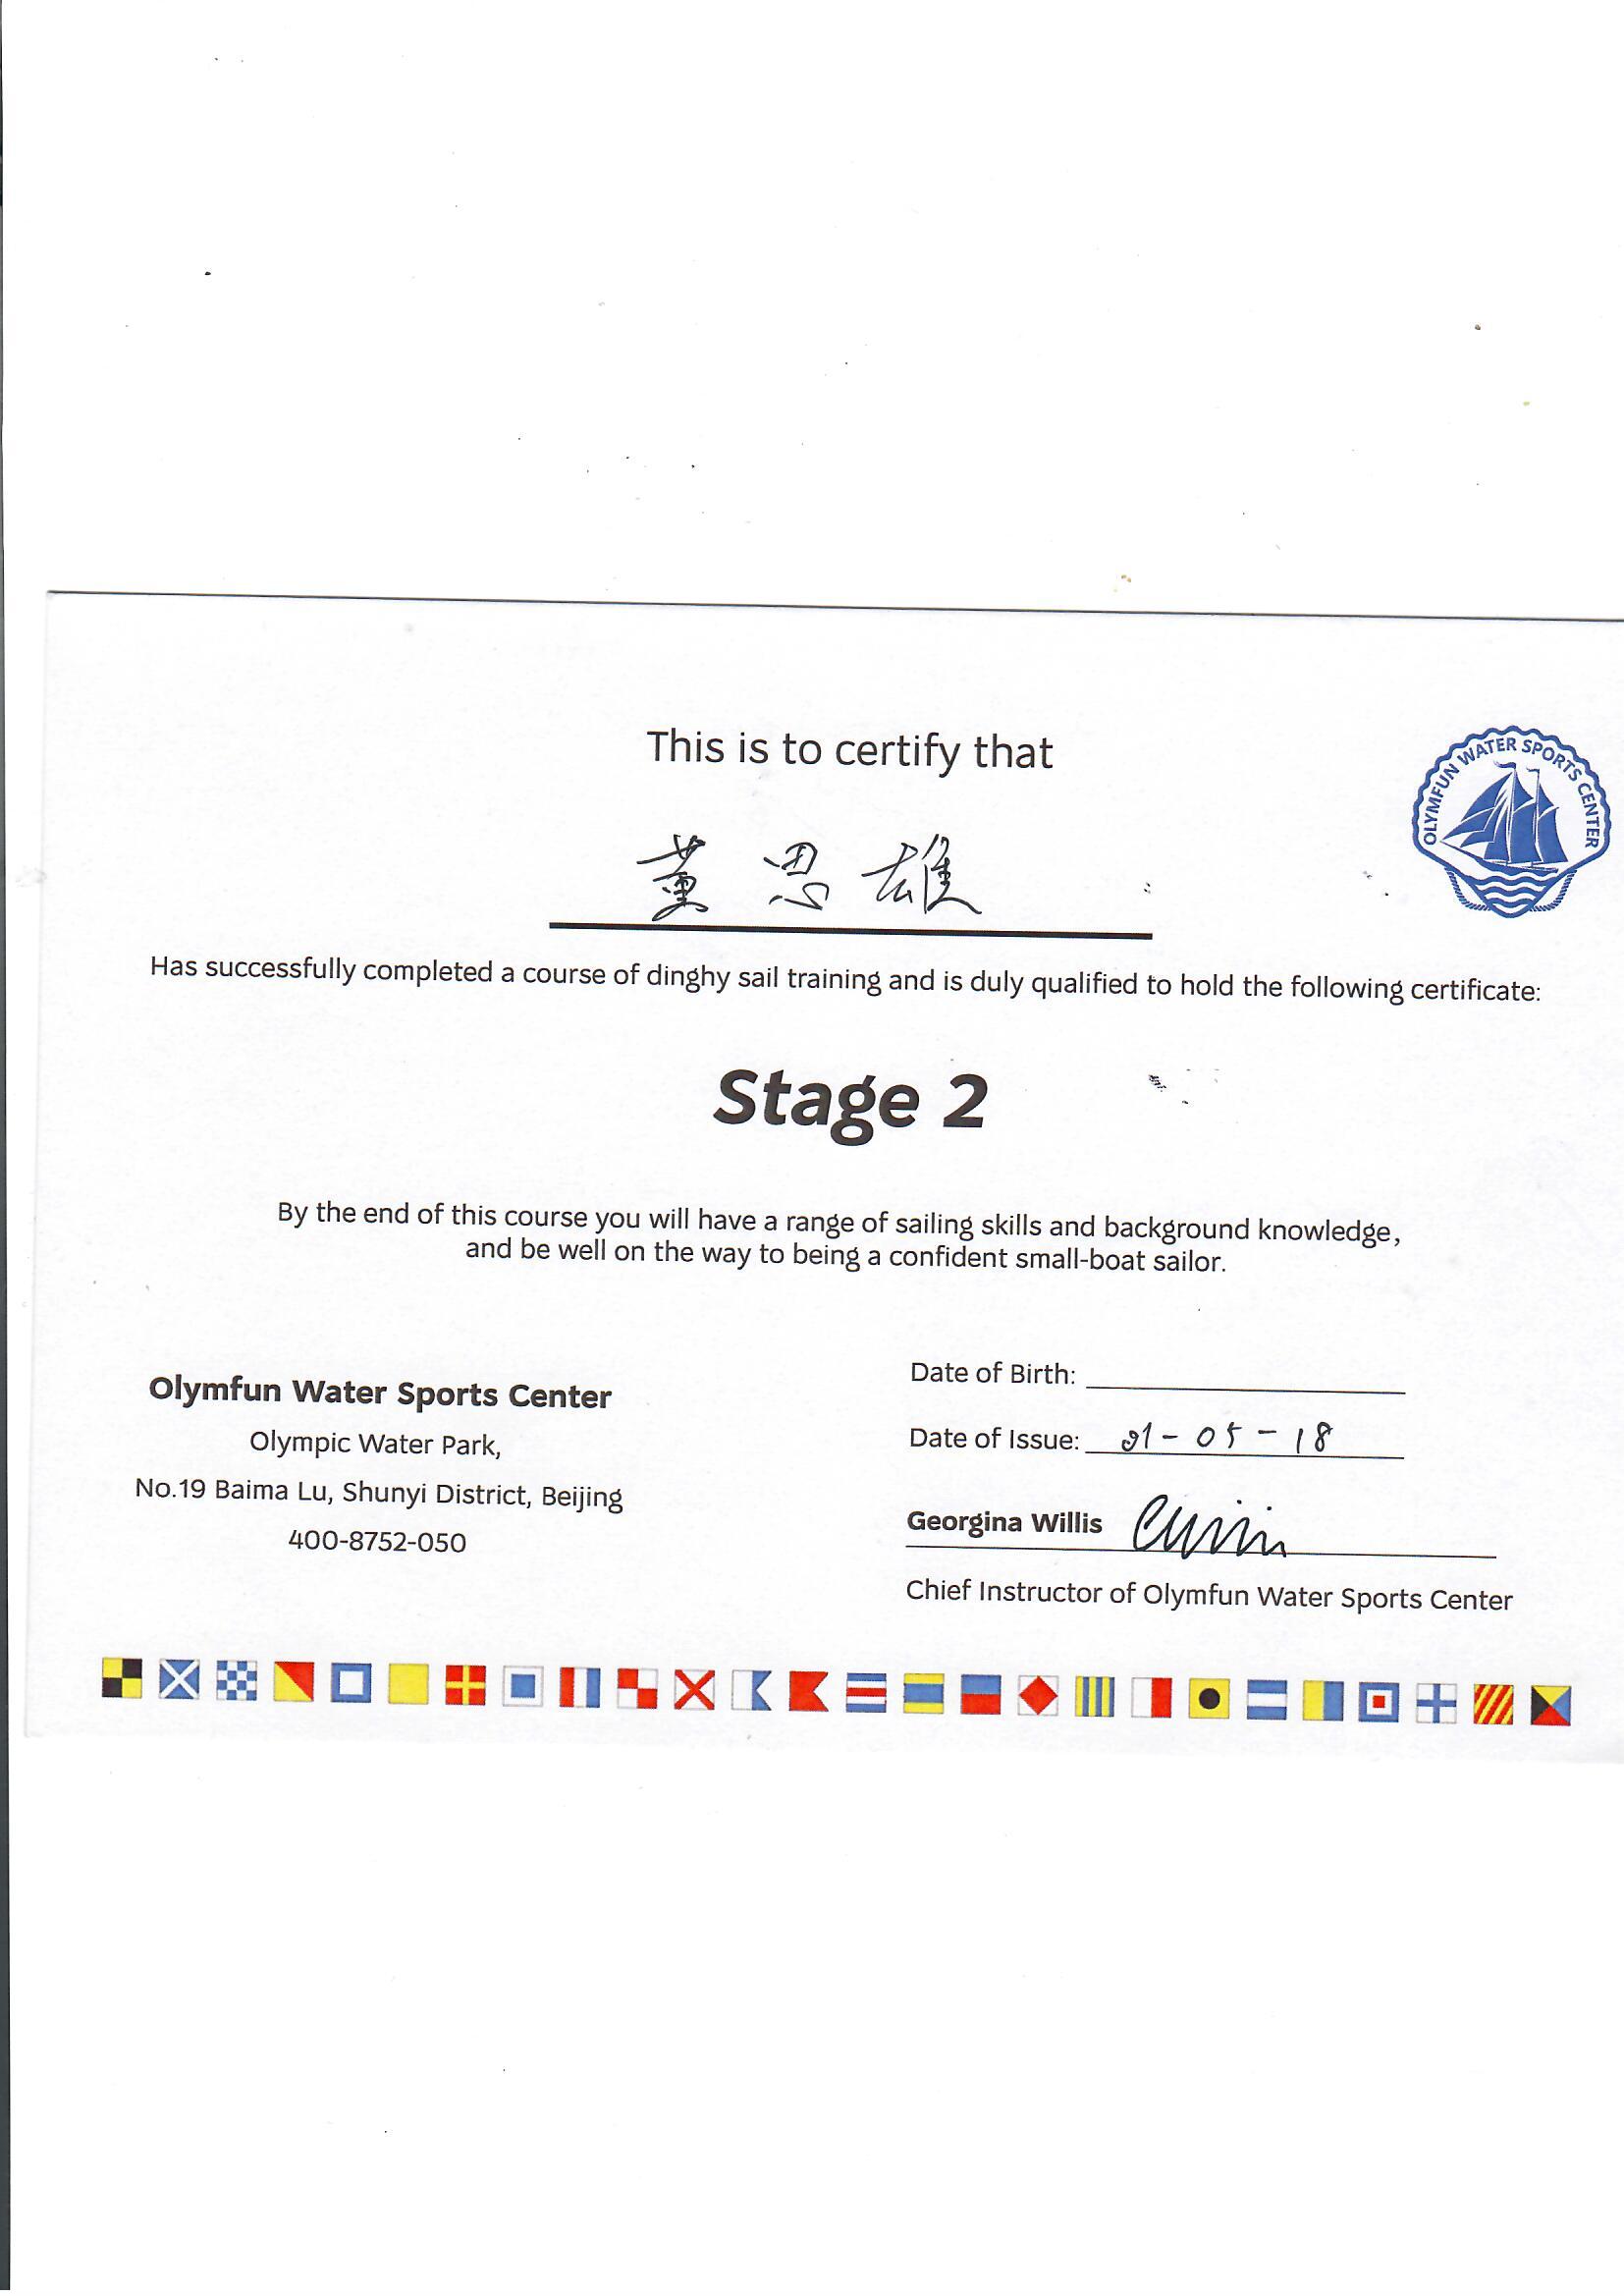 This is to certify that
OLYMFUN WATER SPORTS CENTER
董思雄
Has successfully completed a course of dinghy sail training and is duly qualified to hold the following certificate:
Stage 2
By the end of this course you will have a range of sailing skills and background knowledge,
and be well on the way to being a confident small-boat sailor.
Olymfun Water Sports Center
Olympic Water Park,
No.19 Baima Lu, Shunyi District, Beijing
400-8752-050
Date of Birth:
Date of Issue: 21-05-18
Georgina Willis
Chief Instructor of Olymfun Water Sports Center